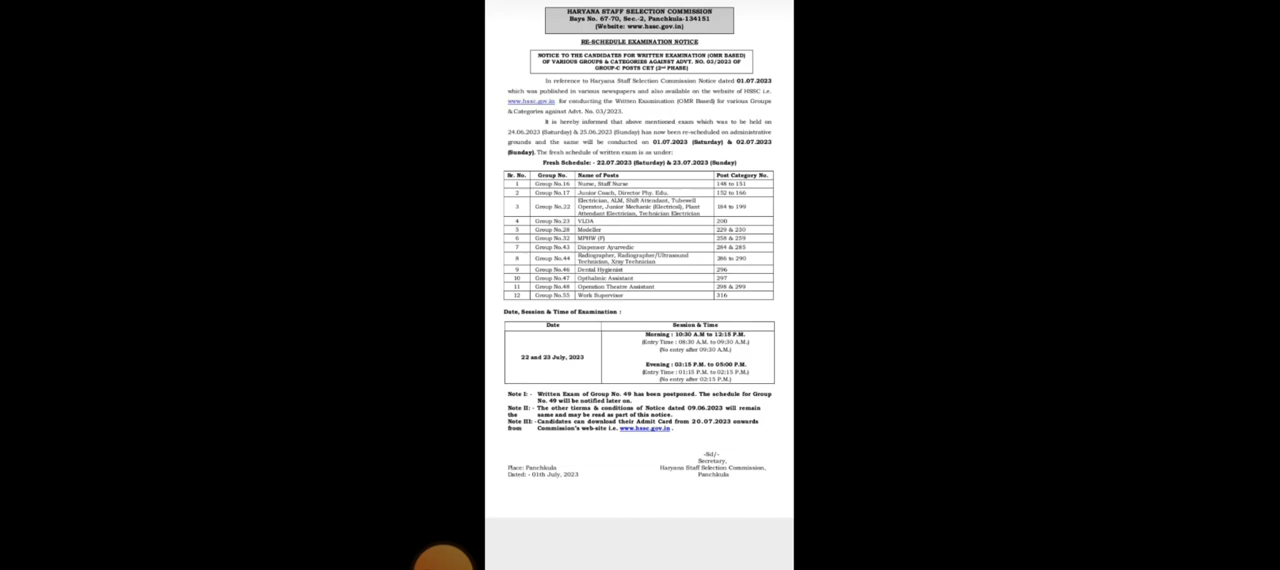 HARYANA STAFF SELECTION COMMISSION
Bays No. 67-70, Sec.-2, Panchkula-134151
(Website: www.hssc.gov.in)
RE-SCHEDULE EXAMINATION NOTICE
NOTICE TO THE CANDIDATES FOR WRITTEN EXAMINATION (OMR BASED)
OF VARIOUS GROUPS & CATEGORIES AGAINST ADVT. NO. 03/2023 OF
GROUP-C POSTS CET (2nd PHASE)
In reference to Haryana Staff Selection Commission Notice dated 01.07.2023
which was published in various newspapers and also available on the website of HSSC i.e.
www.hssc.gov.in for conducting the Written Examination (OMR Based) for various Groups
& Categories against Advt. No. 03/2023.
It is hereby informed that above mentioned exam which was to be held on
24.06.2023 (Saturday) & 25.06.2023 (Sunday) has now been re-scheduled on administrative
grounds and the same will be conducted on 01.07.2023 (Saturday) & 02.07.2023
(Sunday). The fresh schedule of written exam is as under:
Fresh Schedule: - 22.07.2023 (Saturday) & 23.07.2023 (Sunday)
Sr. No. Group No. Name of Posts Post Category No.
1 Group No.16 Nurse, Staff Nurse 148 to 151
2 Group No.17 Junior Coach, Director Phy. Edu. 152 to 166
3 Group No.22 Electrician, ALM, Shift Attendant, Tubewell
Operator, Junior Mechanic (Electrical), Plant
Attendant Electrician, Technician Electrician 184 to 199
4 Group No.23 VLDA 200
5 Group No.28 Modellor 229 & 230
6 Group No.32 MPHW (F) 258 & 259
7 Group No.43 Dispenser Ayurvedic 284 & 285
8 Group No.44 Radiographer, Radiographer/Ultrasound
Technician, Xray Technician 286 to 290
9 Group No.46 Dental Hygienist 296
10 Group No.47 Opthalmic Assistant 297
11 Group No.48 Operation Theatre Assistant 298 & 299
12 Group No.55 Work Supervisor 316
Date, Session & Time of Examination :
Date Session & Time
22 and 23 July, 2023
Morning : 10:30 A.M to 12:15 P.M.
(Entry Time : 08:30 A.M. to 09:30 A.M.)
(No entry after 09:30 A.M.)
Evening : 03:15 P.M. to 05:00 P.M.
(Entry Time : 01:15 P.M. to 02:15 P.M.)
(No entry after 02:15 P.M.)
Note I: - Written Exam of Group No. 49 has been postponed. The schedule for Group
No. 49 will be notified later on.
Note II: - The other tierms & conditions of Notice dated 09.06.2023 will remain
the same and may be read as part of this notice.
Note III: -Candidates can download their Admit Card from 20.07.2023 onwards
from Commission's web-site i.e. www.hssc.gov.in .
-Sd/-
Secretary,
Place: Panchkula Haryana Staff Selection Commission,
Dated: - 01th July, 2023 Panchkula